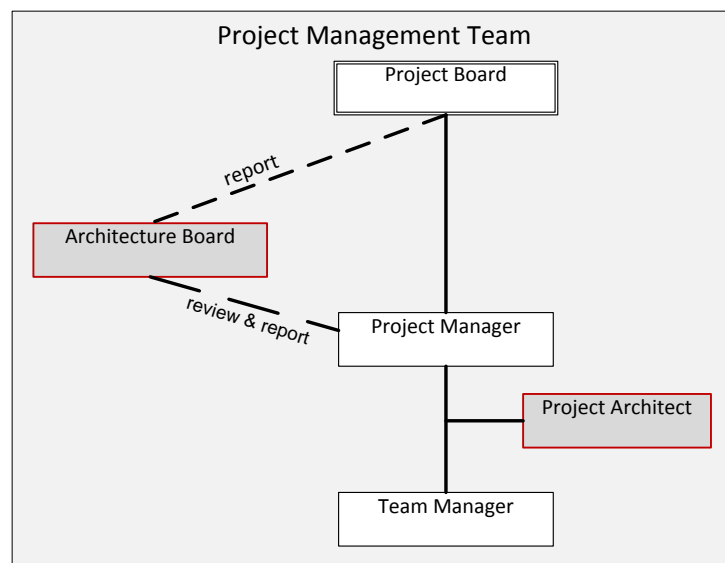 Project Management Team
Project Board
report
Architecture Board
review & report
Project Manager
Project Architect
Team Manager